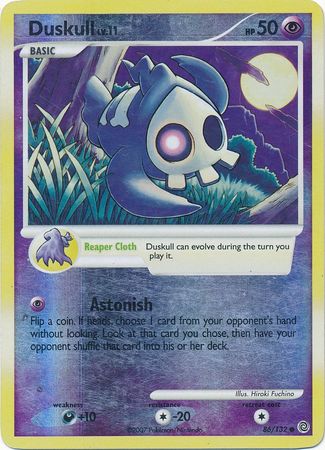 Duskull LV.11 HP 50
BASIC
Reaper Cloth Duskull can evolve during the turn you
play it.
Astonish
Flip a coin. If heads, choose 1 card from your opponent's hand
without looking. Look at that card you chose, then have your
opponent shuffle that card into his or her deck.
Illus. Hiroki Fuchino
weakness resistance retreat cost
+10 -20
©2007 Pokémon/Nintendo 86/132